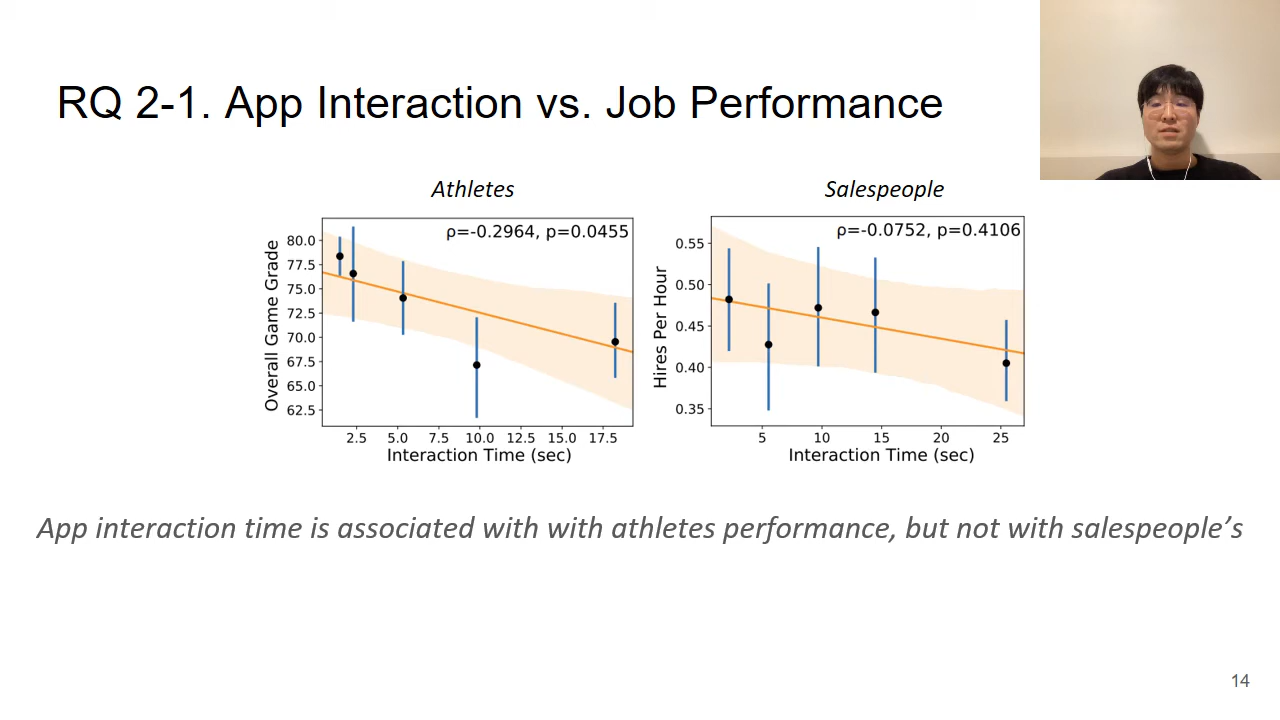 RQ 2-1. App Interaction vs. Job Performance
Athletes
ρ=-0.2964, p=0.0455
Overall Game Grade
80.0
77.5
75.0
72.5
70.0
67.5
65.0
62.5
2.5 5.0 7.5 10.0 12.5 15.0 17.5
Interaction Time (sec)
Salespeople
ρ=-0.0752, p=0.4106
Hires Per Hour
0.55
0.50
0.45
0.40
0.35
5 10 15 20 25
Interaction Time (sec)
App interaction time is associated with with athletes performance, but not with salespeople’s
14